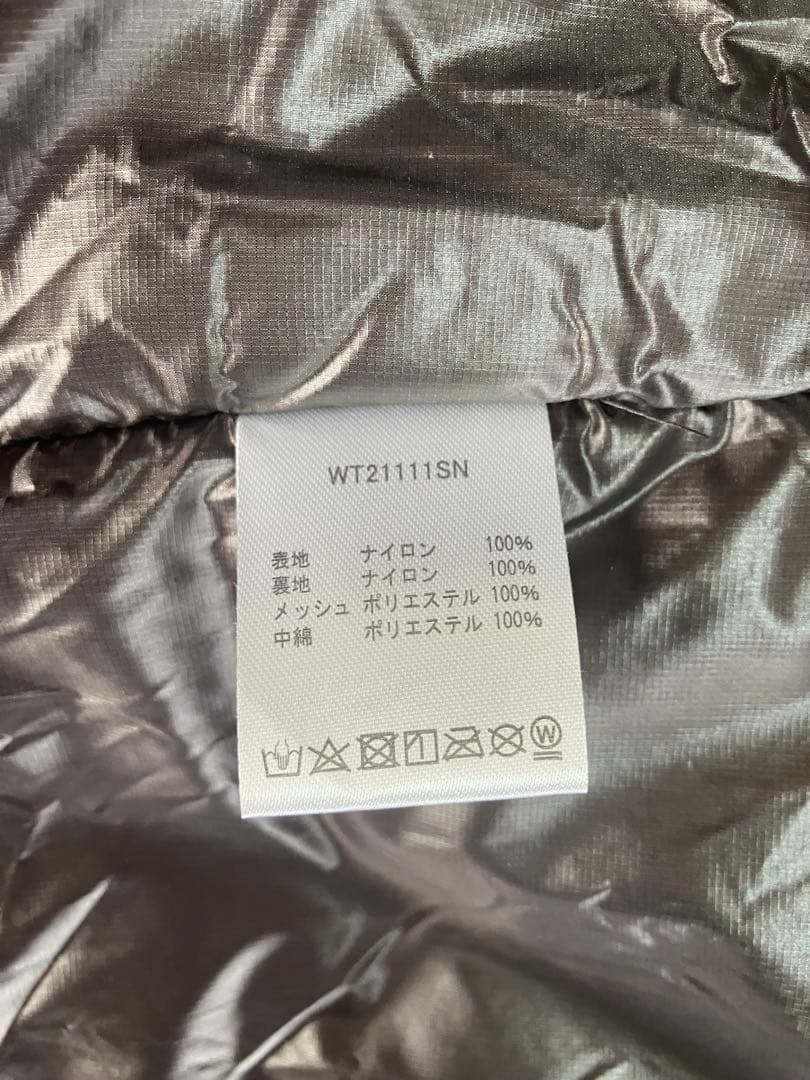 WT21111SN
表地 ナイロン 100%
裏地 ナイロン 100%
メッシュ ポリエステル 100%
中綿 ポリエステル 100%
W